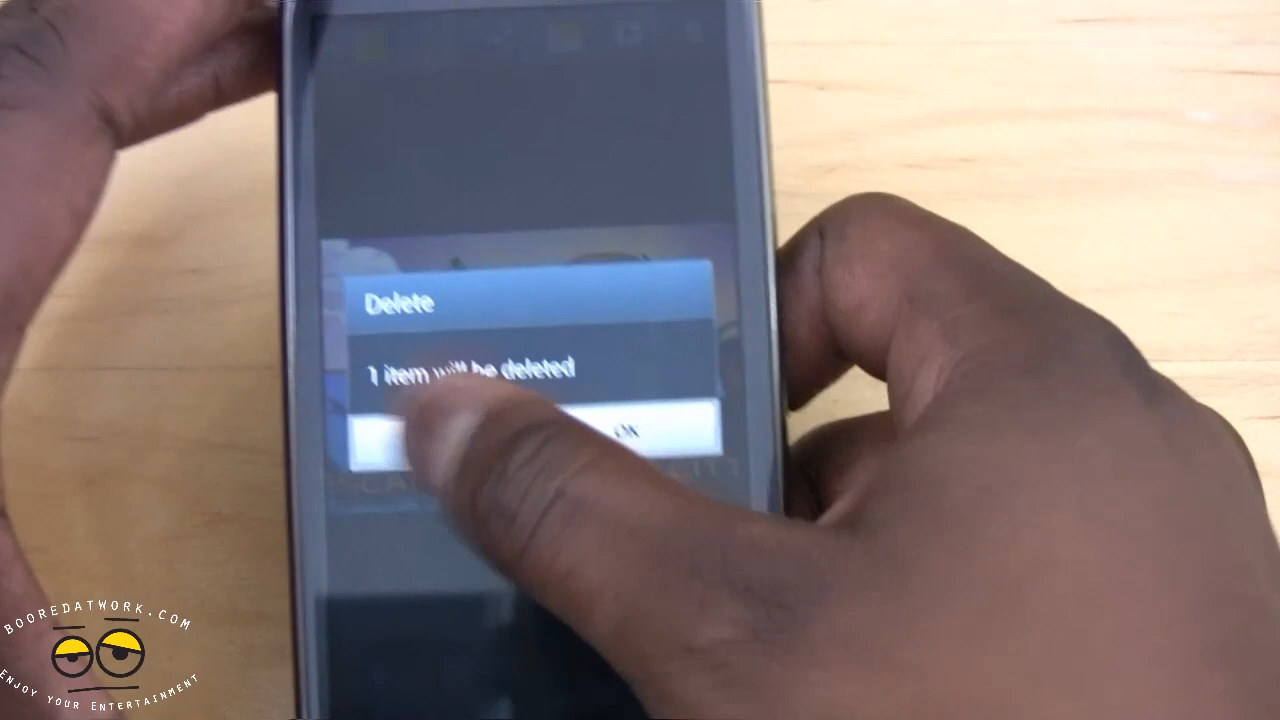 Delete
1 item will be deleted
OK
BOOREDATWORK.COM
ENJOY YOUR ENTERTAINMENT